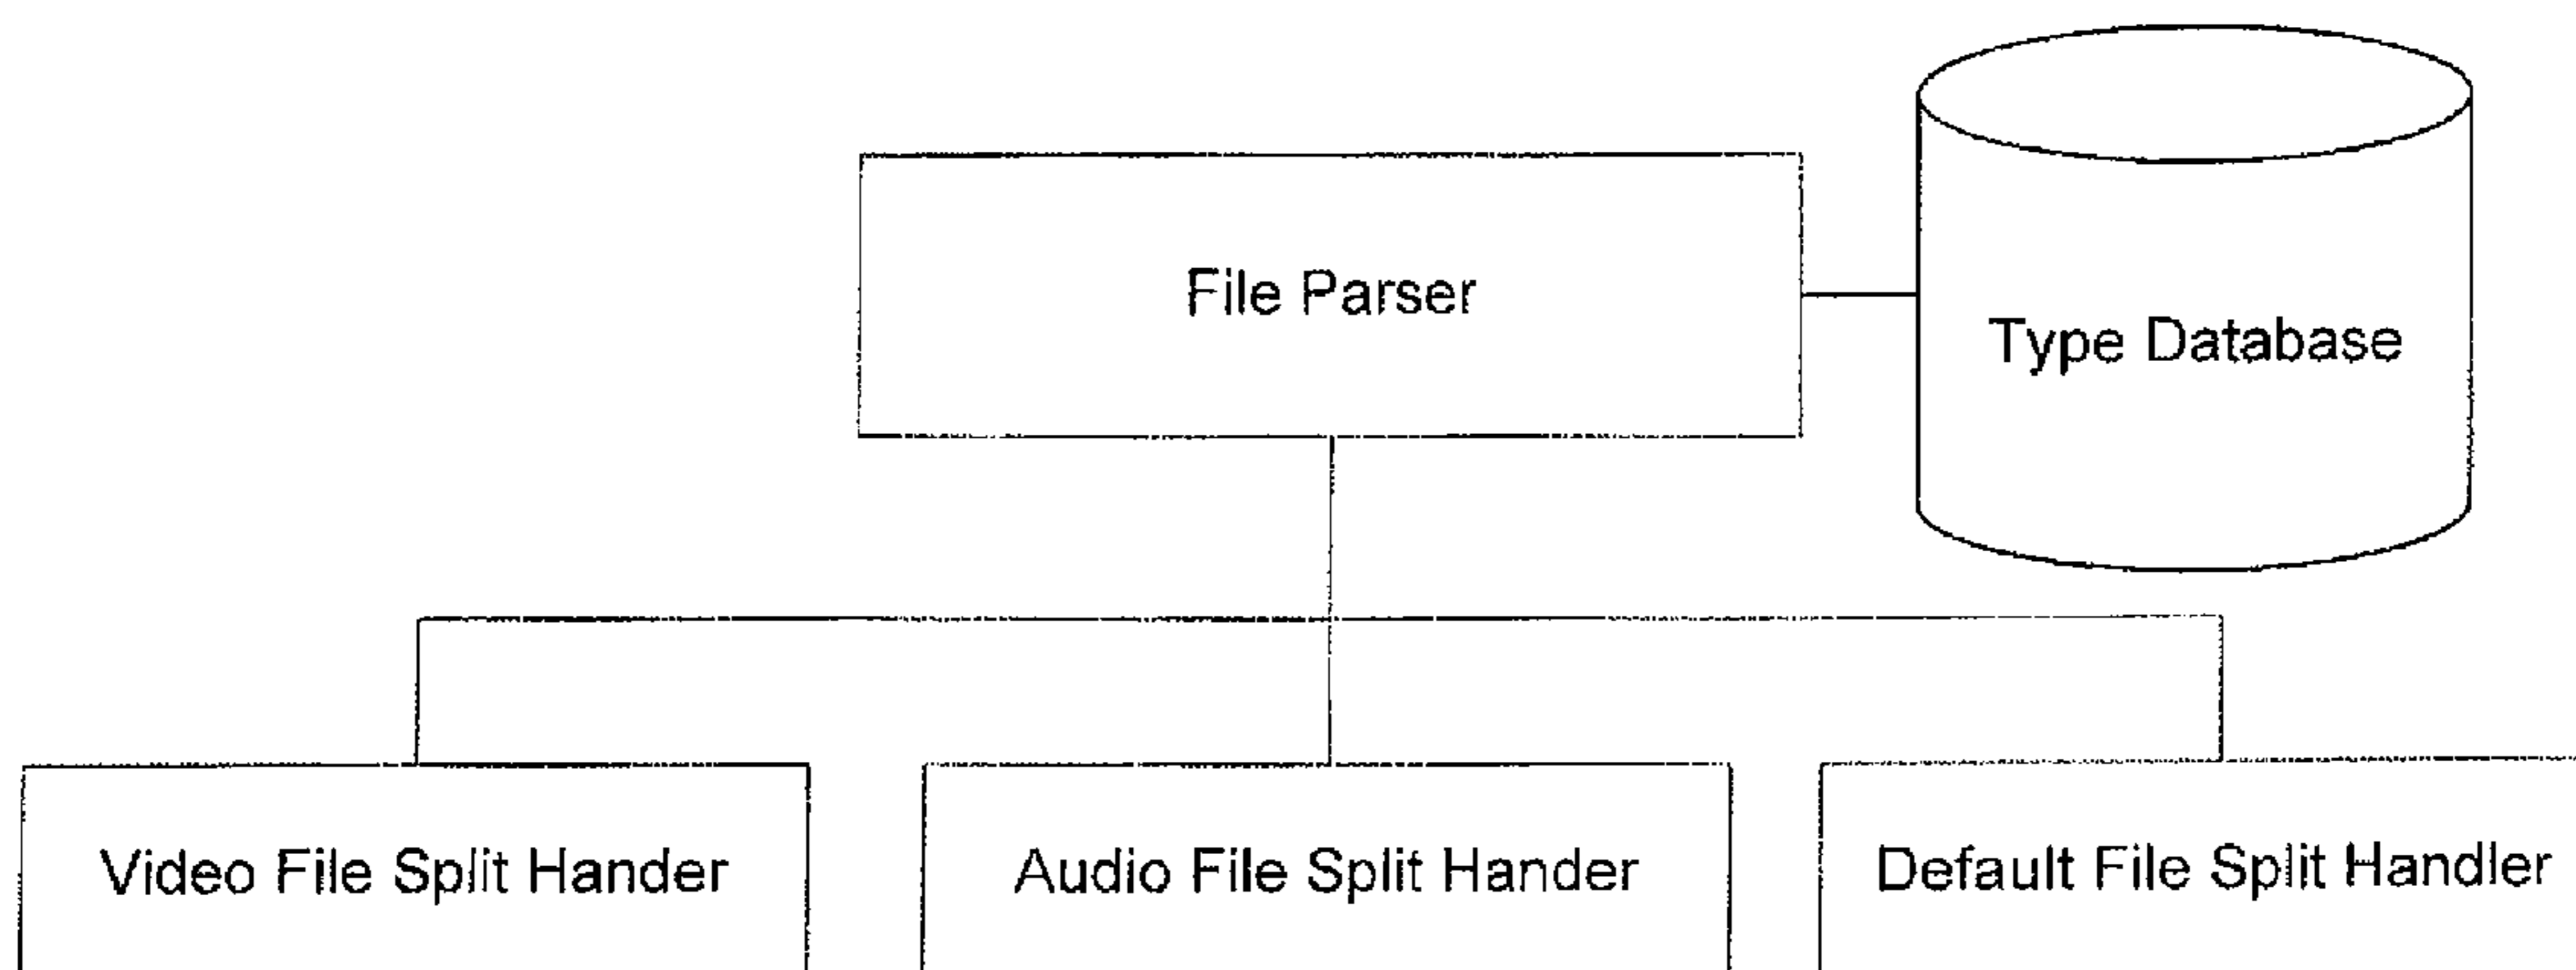 File Parser
Type Database
Video File Split Hander
Audio File Split Hander
Default File Split Handler